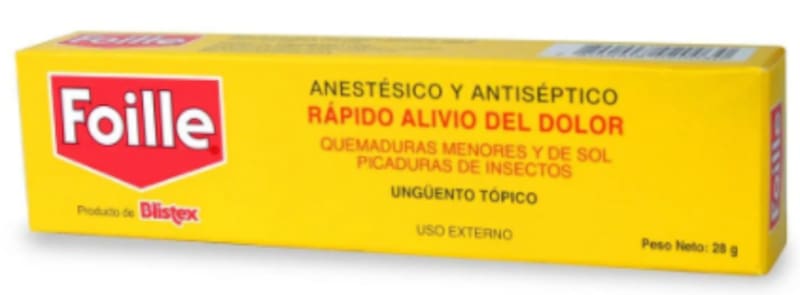 Foille
Producto de Blistex
ANESTÉSICO Y ANTISÉPTICO
RÁPIDO ALIVIO DEL DOLOR
QUEMADURAS MENORES Y DE SOL
PICADURAS DE INSECTOS
UNGÜENTO TÓPICO
USO EXTERNO
Peso Neto: 28 g
Foille